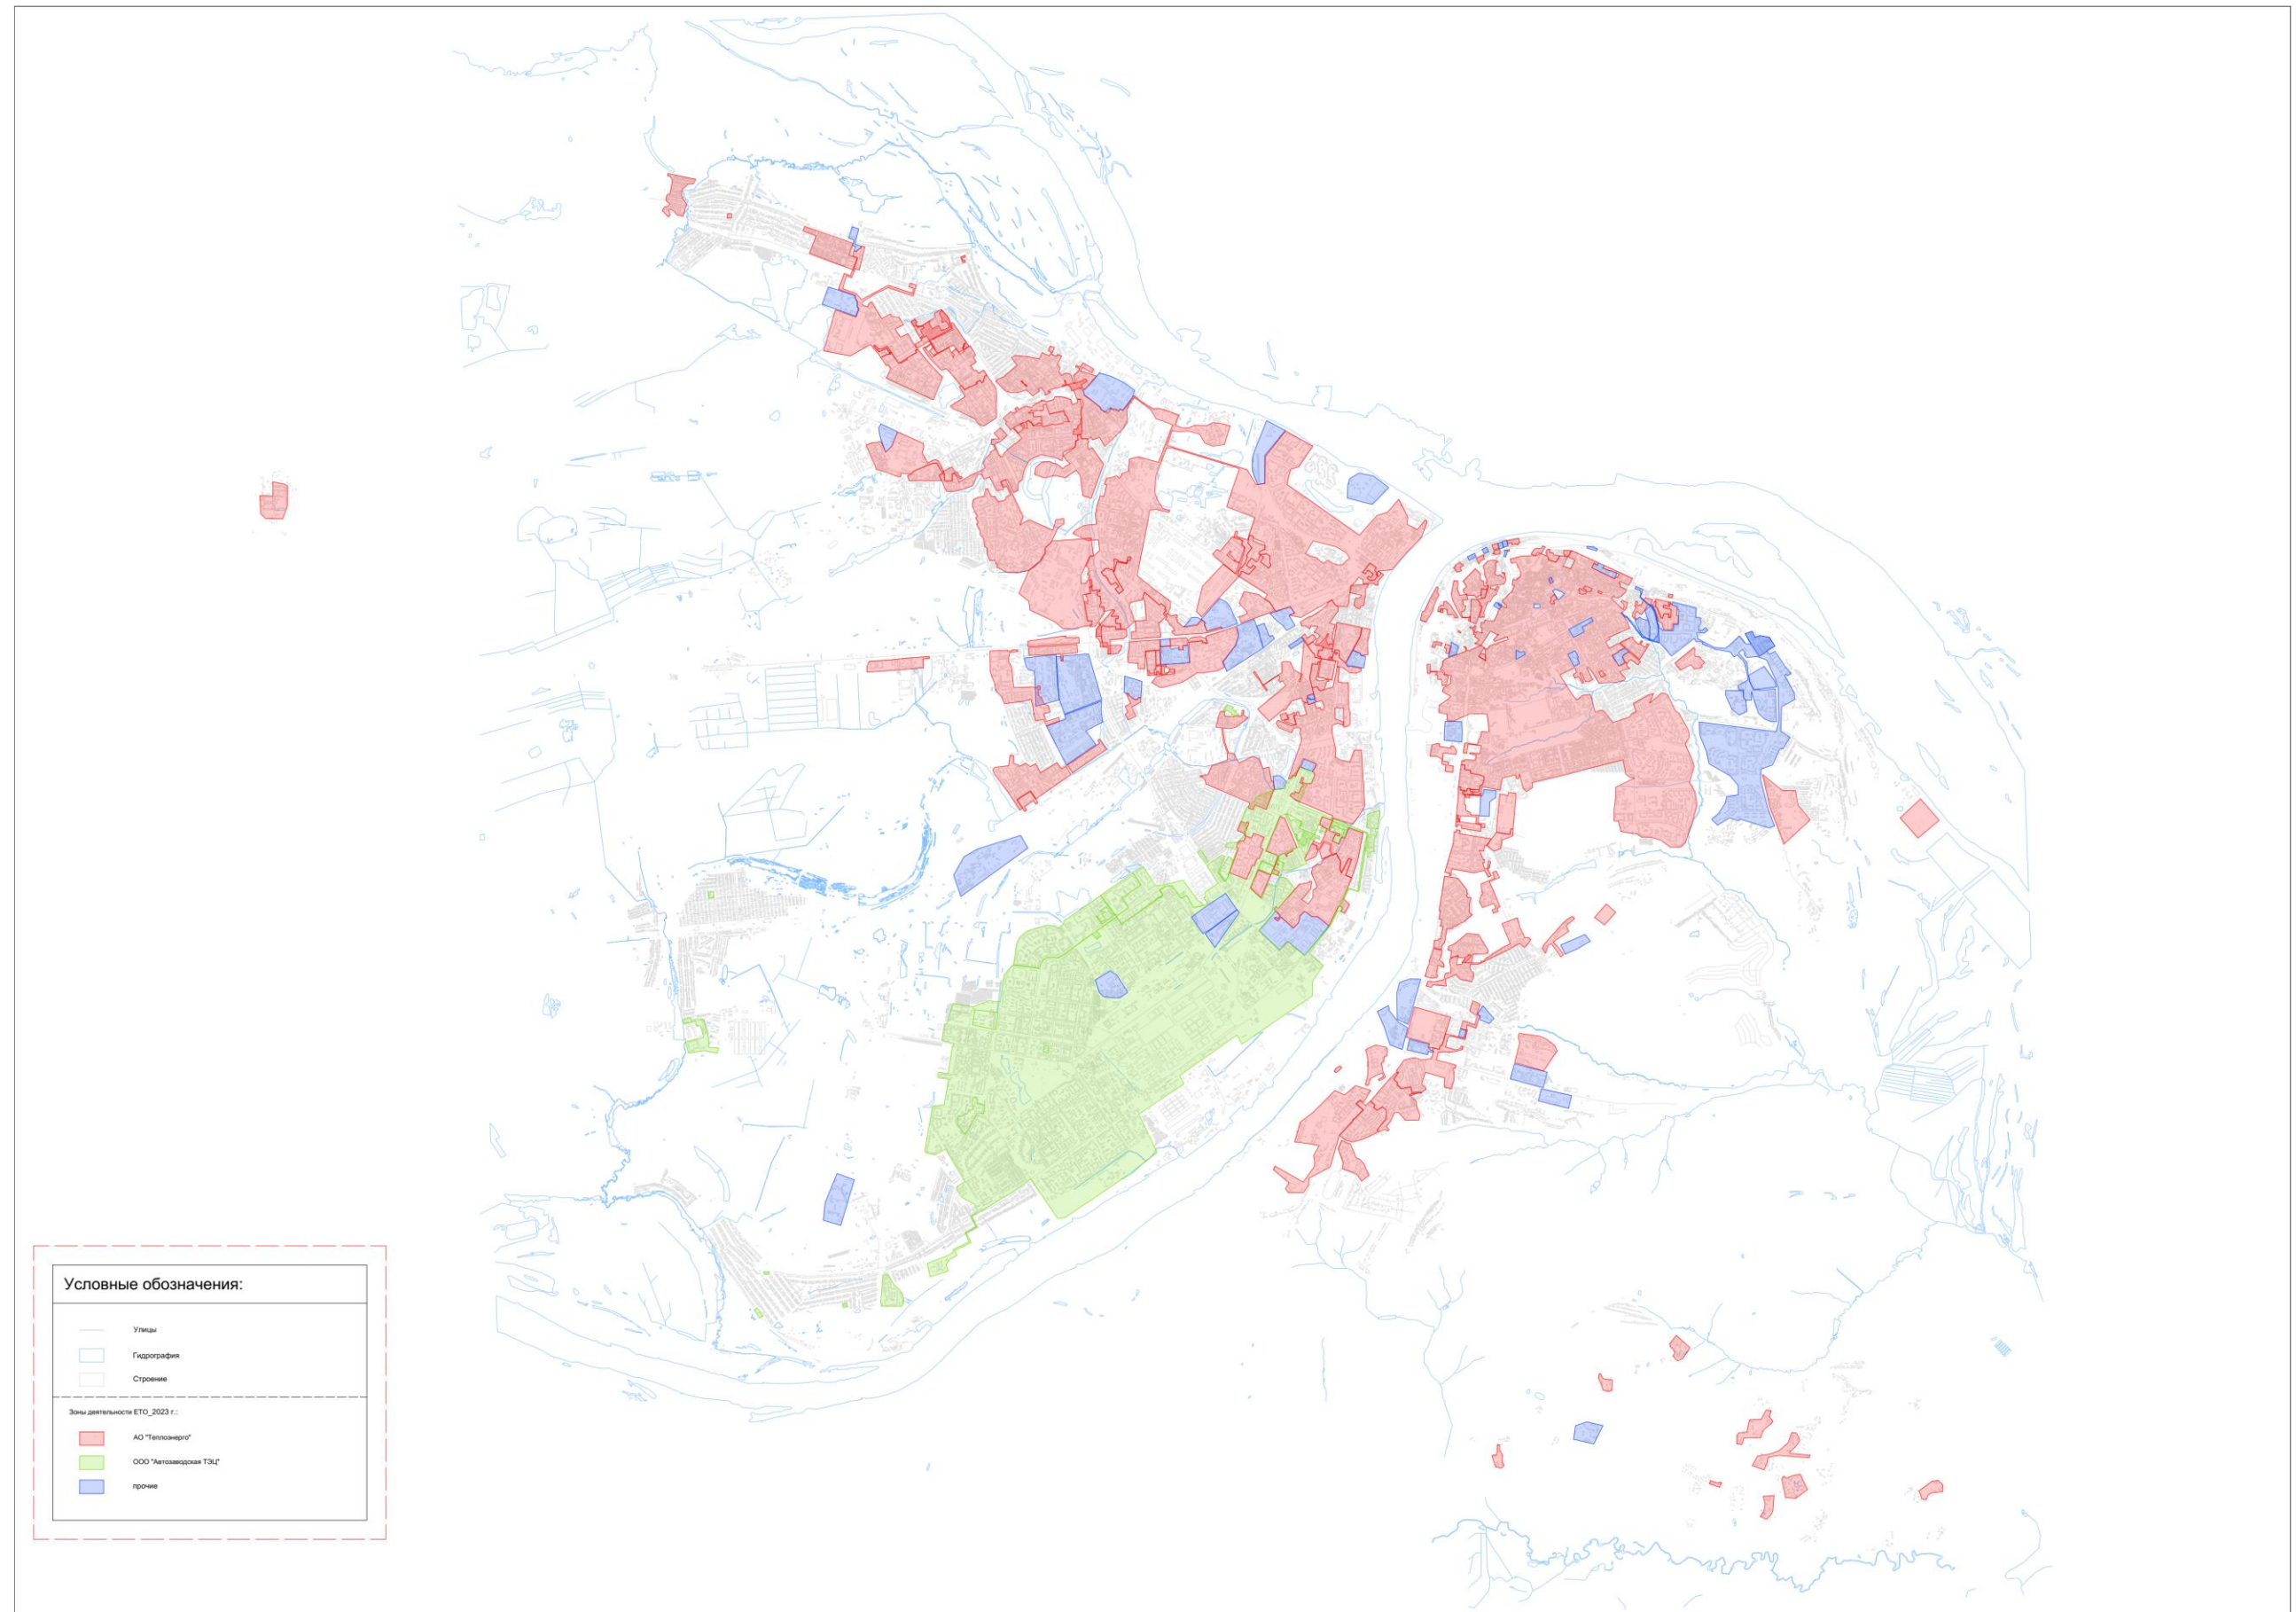 Условные обозначения:
Улицы
Гидрография
Строение
Зоны деятельности ЕТО_2023 г.:
АО "Теплоэнерго"
ООО "Автозаводская ТЭЦ"
прочие